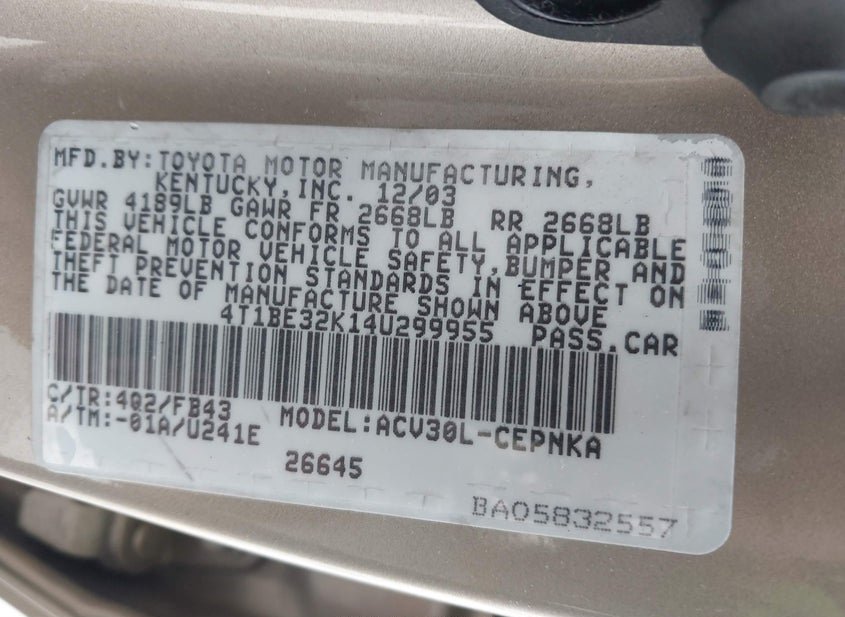 MFD.BY:TOYOTA MOTOR MANUFACTURING,
KENTUCKY,INC. 12/03
GVWR 4189LB GAWR FR 2668LB RR 2668LB
THIS VEHICLE CONFORMS TO ALL APPLICABLE
FEDERAL MOTOR VEHICLE SAFETY,BUMPER AND
THEFT PREVENTION STANDARDS IN EFFECT ON
THE DATE OF MANUFACTURE SHOWN ABOVE
4T1BE32K14U299955 PASS.CAR
C/TR:4Q2/FB43 MODEL:ACV30L-CEPNKA
A/TM:-01A/U241E
26645
BA05832557